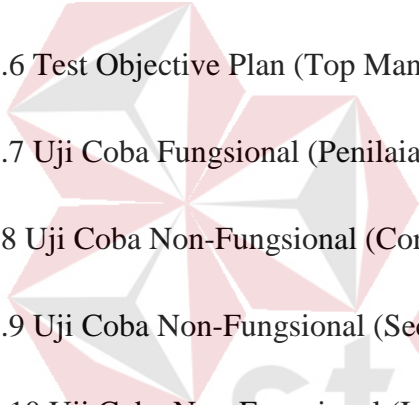 .6 Test Objective Plan (Top Man
.7 Uji Coba Fungsional (Penilaia
8 Uji Coba Non-Fungsional (Cor
.9 Uji Coba Non-Fungsional (Sec